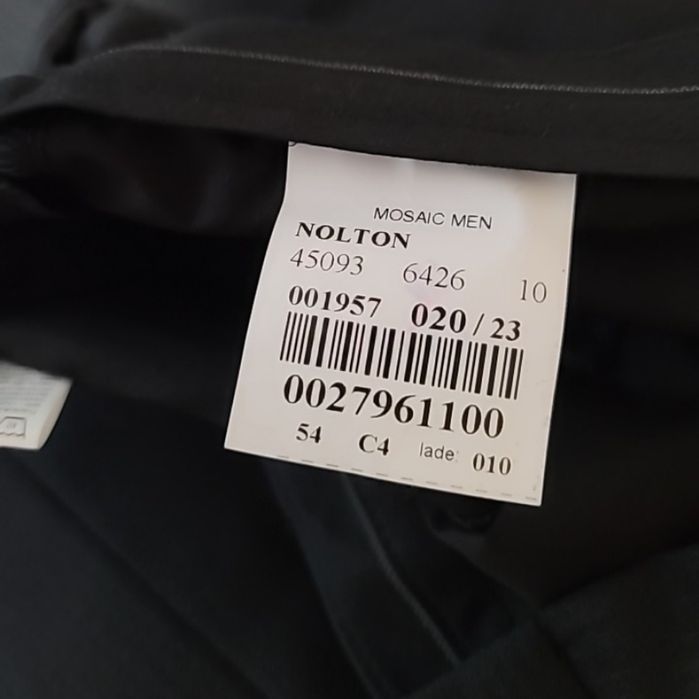 MOSAIC MEN
NOLTON
45093 6426 10
001957 020 / 23
0027961100
54 C4 lade: 010